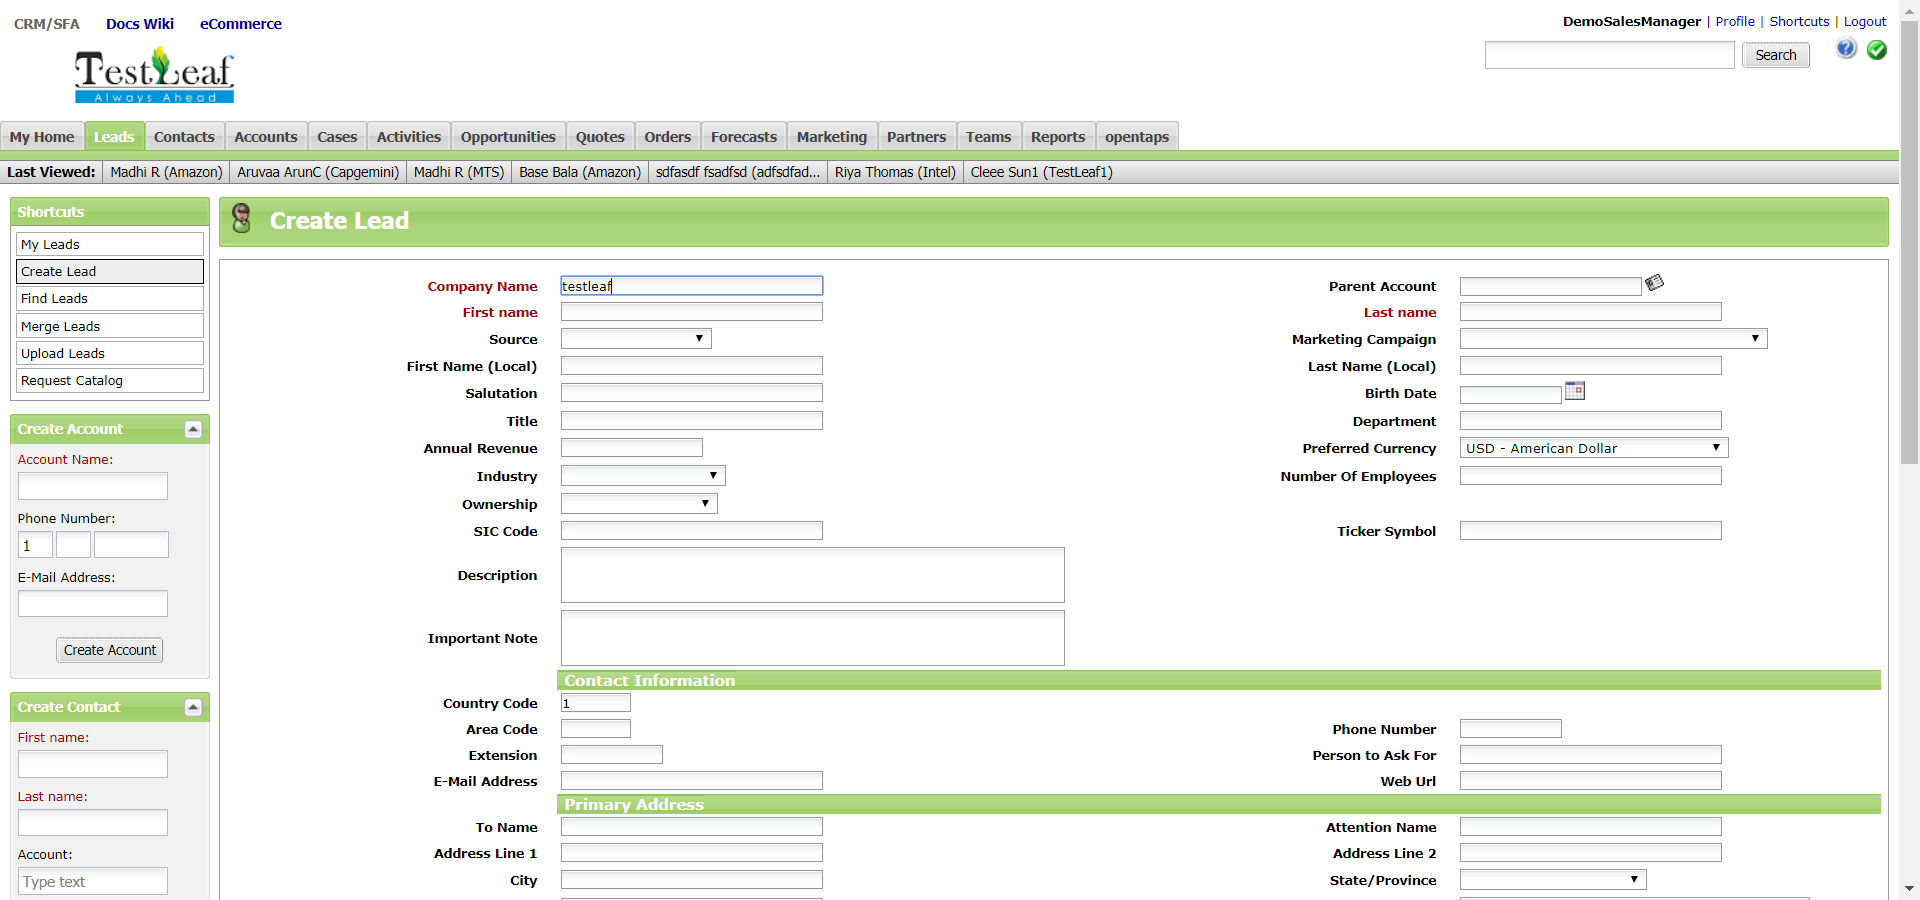 CRM/SFA Docs Wiki eCommerce
DemoSalesManager | Profile | Shortcuts | Logout
TestLeaf
Always Ahead
Search
My Home Leads Contacts Accounts Cases Activities Opportunities Quotes Orders Forecasts Marketing Partners Teams Reports opentaps
Last Viewed: Madhi R (Amazon) Aruvaa ArunC (Capgemini) Madhi R (MTS) Base Bala (Amazon) sdfasdf fsadfsd (adfsdfad... Riya Thomas (Intel) Cleee Sun1 (TestLeaf1)
Shortcuts
My Leads
Create Lead
Find Leads
Merge Leads
Upload Leads
Request Catalog
Create Account
Account Name:
Phone Number:
1
E-Mail Address:
Create Account
Create Contact
First name:
Last name:
Account:
Type text
Create Lead
Company Name testleaf Parent Account
First name Last name
Source Marketing Campaign
First Name (Local) Last Name (Local)
Salutation Birth Date
Title Department
Annual Revenue Preferred Currency USD - American Dollar
Industry Number Of Employees
Ownership
SIC Code Ticker Symbol
Description
Important Note
Contact Information
Country Code 1
Area Code Phone Number
Extension Person to Ask For
E-Mail Address Web Url
Primary Address
To Name Attention Name
Address Line 1 Address Line 2
City State/Province